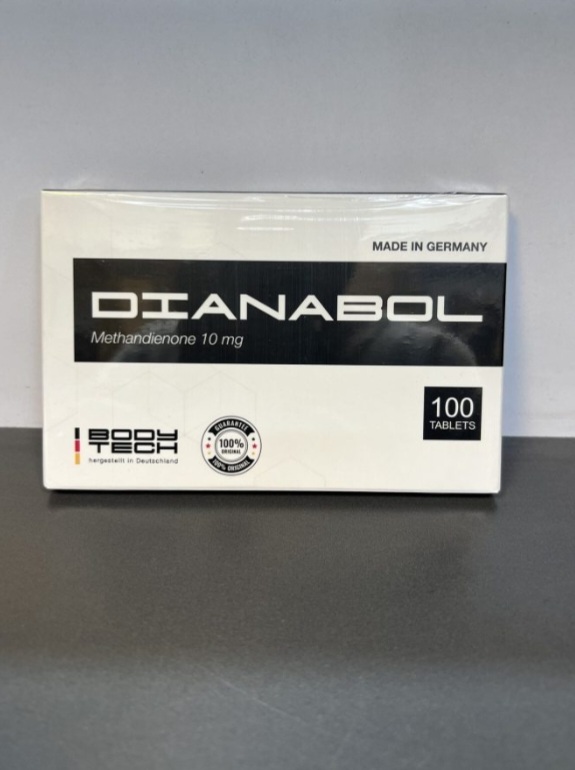 MADE IN GERMANY
DIANABOL
Methandienone 10 mg
100
TABLETS
BODY
TECH
hergestellt in Deutschland
GUARANTEE
100%
ORIGINAL
100% ORIGINAL